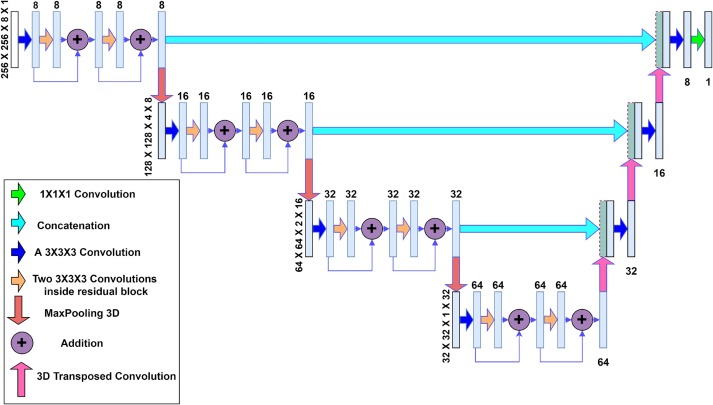 256 X 256 X 8 X 1
8 8 8 8 8
8 1
128 X 128 X 4 X 8
16 16 16 16 16
16
64 X 64 X 2 X 16
32 32 32 32 32
32
32 X 32 X 1 X 32
64 64 64 64
64
1X1X1 Convolution
Concatenation
A 3X3X3 Convolution
Two 3X3X3 Convolutions
inside residual block
MaxPooling 3D
Addition
3D Transposed Convolution